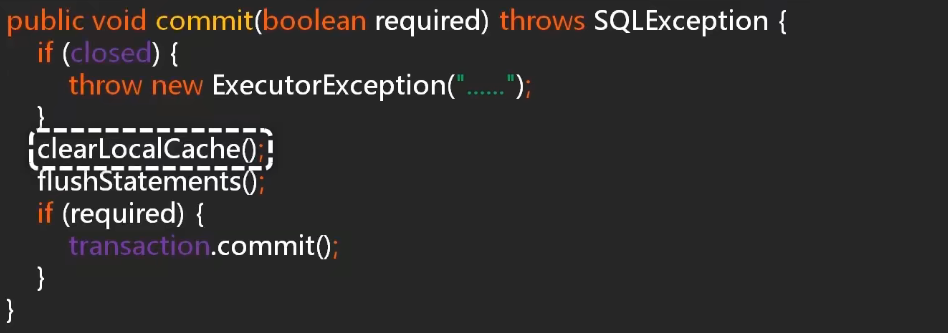 public void commit(boolean required) throws SQLException {
if (closed) {
throw new ExecutorException("......");
}
clearLocalCache();
flushStatements();
if (required) {
transaction.commit();
}
}